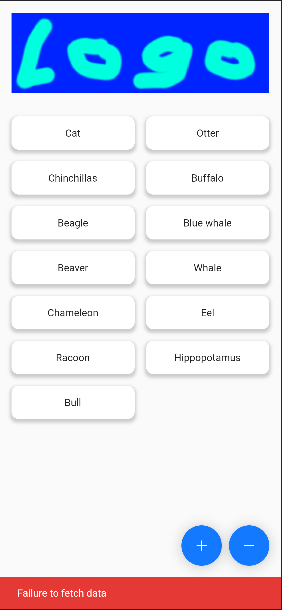 Logo
Cat
Otter
Chinchillas
Buffalo
Beagle
Blue whale
Beaver
Whale
Chameleon
Eel
Racoon
Hippopotamus
Bull
+
−
Failure to fetch data